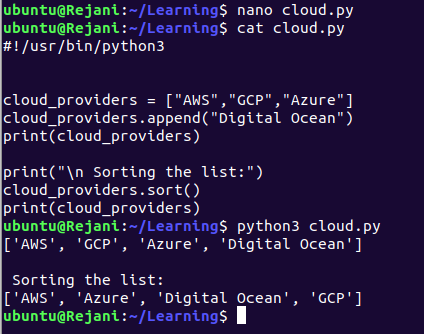 ubuntu@Rejani:~/Learning$ nano cloud.py
ubuntu@Rejani:~/Learning$ cat cloud.py
#!/usr/bin/python3
cloud_providers = ["AWS","GCP","Azure"]
cloud_providers.append("Digital Ocean")
print(cloud_providers)
print("\n Sorting the list:")
cloud_providers.sort()
print(cloud_providers)
ubuntu@Rejani:~/Learning$ python3 cloud.py
['AWS', 'GCP', 'Azure', 'Digital Ocean']
 Sorting the list:
['AWS', 'Azure', 'Digital Ocean', 'GCP']
ubuntu@Rejani:~/Learning$